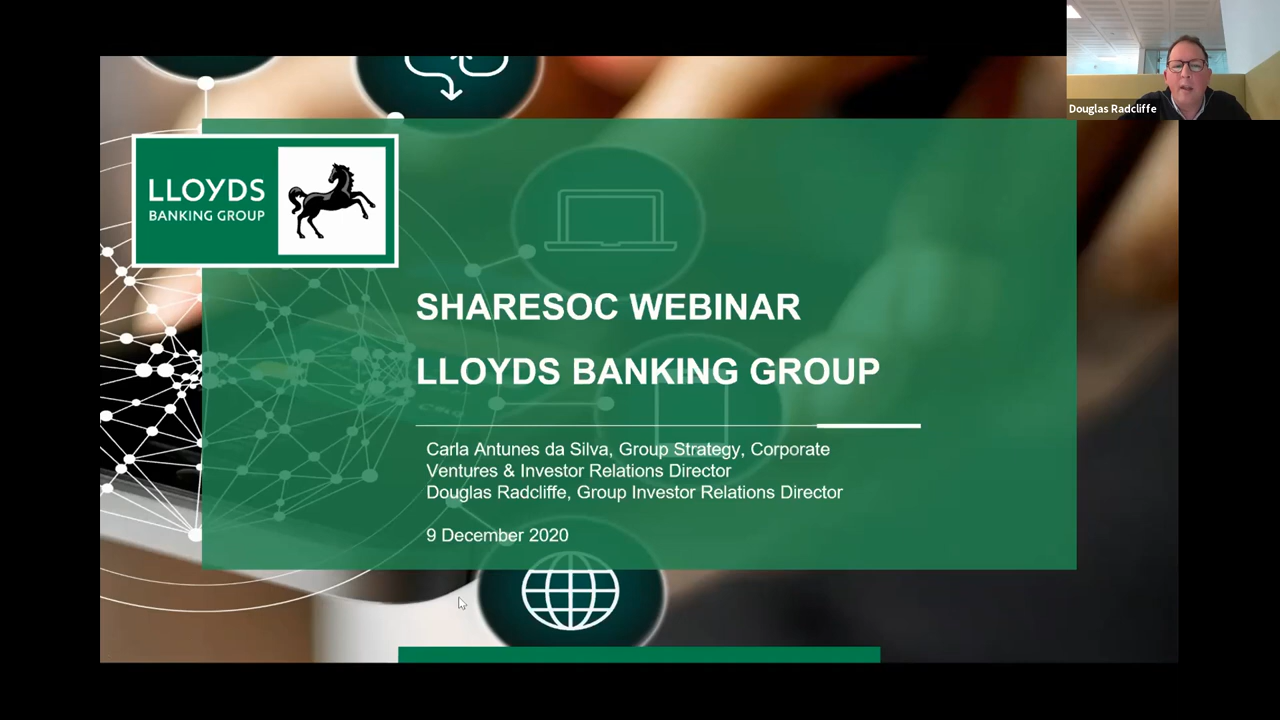 Douglas Radcliffe
LLOYDS
BANKING GROUP
SHARESOC WEBINAR
LLOYDS BANKING GROUP
Carla Antunes da Silva, Group Strategy, Corporate
Ventures & Investor Relations Director
Douglas Radcliffe, Group Investor Relations Director
9 December 2020